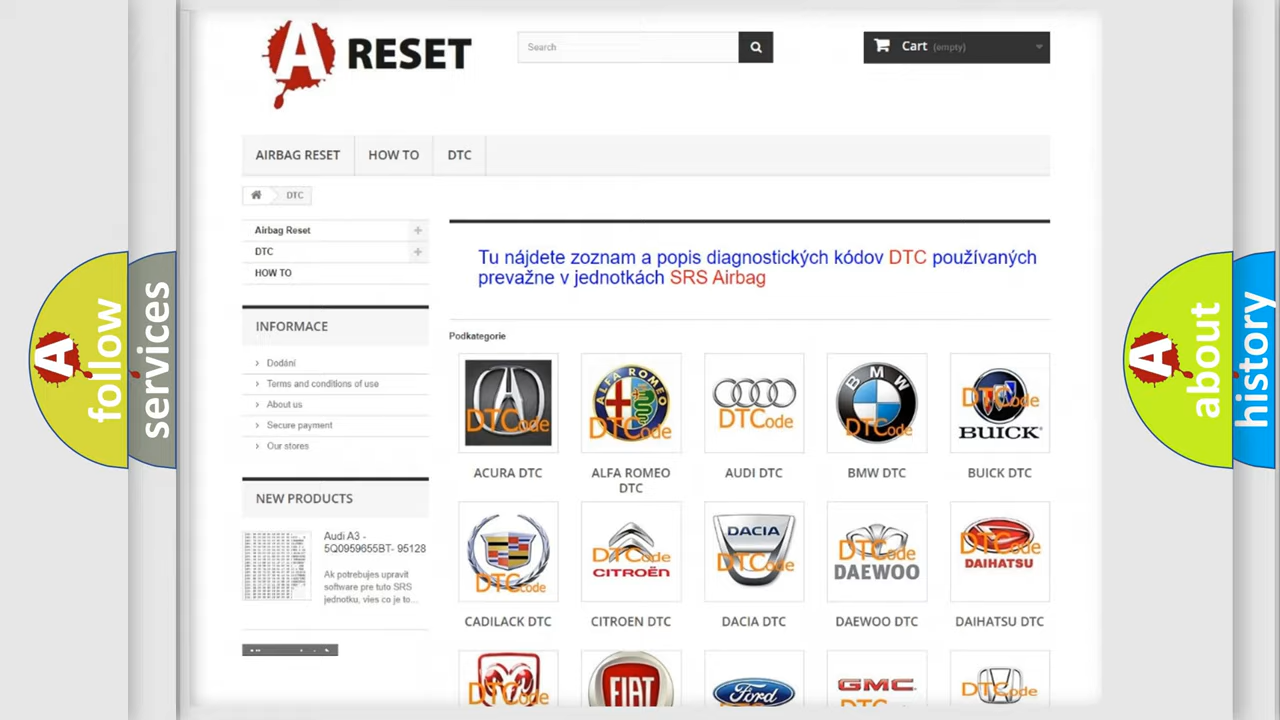 A RESET
Search
Cart (empty)
AIRBAG RESET
HOW TO
DTC
DTC
Airbag Reset
DTC
HOW TO
INFORMACE
Dodání
Terms and conditions of use
About us
Secure payment
Our stores
NEW PRODUCTS
Audi A3 -
5Q0959655BT- 95128
Ak potrebujes upravit
software pre tuto SRS
jednotku, vies co je to...
Tu nájdete zoznam a popis diagnostických kódov DTC používaných
prevažne v jednotkách SRS Airbag
Podkategorie
DTCode
ALFA ROMEO
DTCode
DTCode
BMW
DTCode
DTCode
BUICK
ACURA DTC
ALFA ROMEO
DTC
AUDI DTC
BMW DTC
BUICK DTC
DTCode
DTCode
CITROËN
DACIA
DTCode
DTCode
DAEWOO
DTCode
DAIHATSU
CADILACK DTC
CITROEN DTC
DACIA DTC
DAEWOO DTC
DAIHATSU DTC
DTCode
FIAT
Ford
GMC
DTCode
A follow
services
A about
history